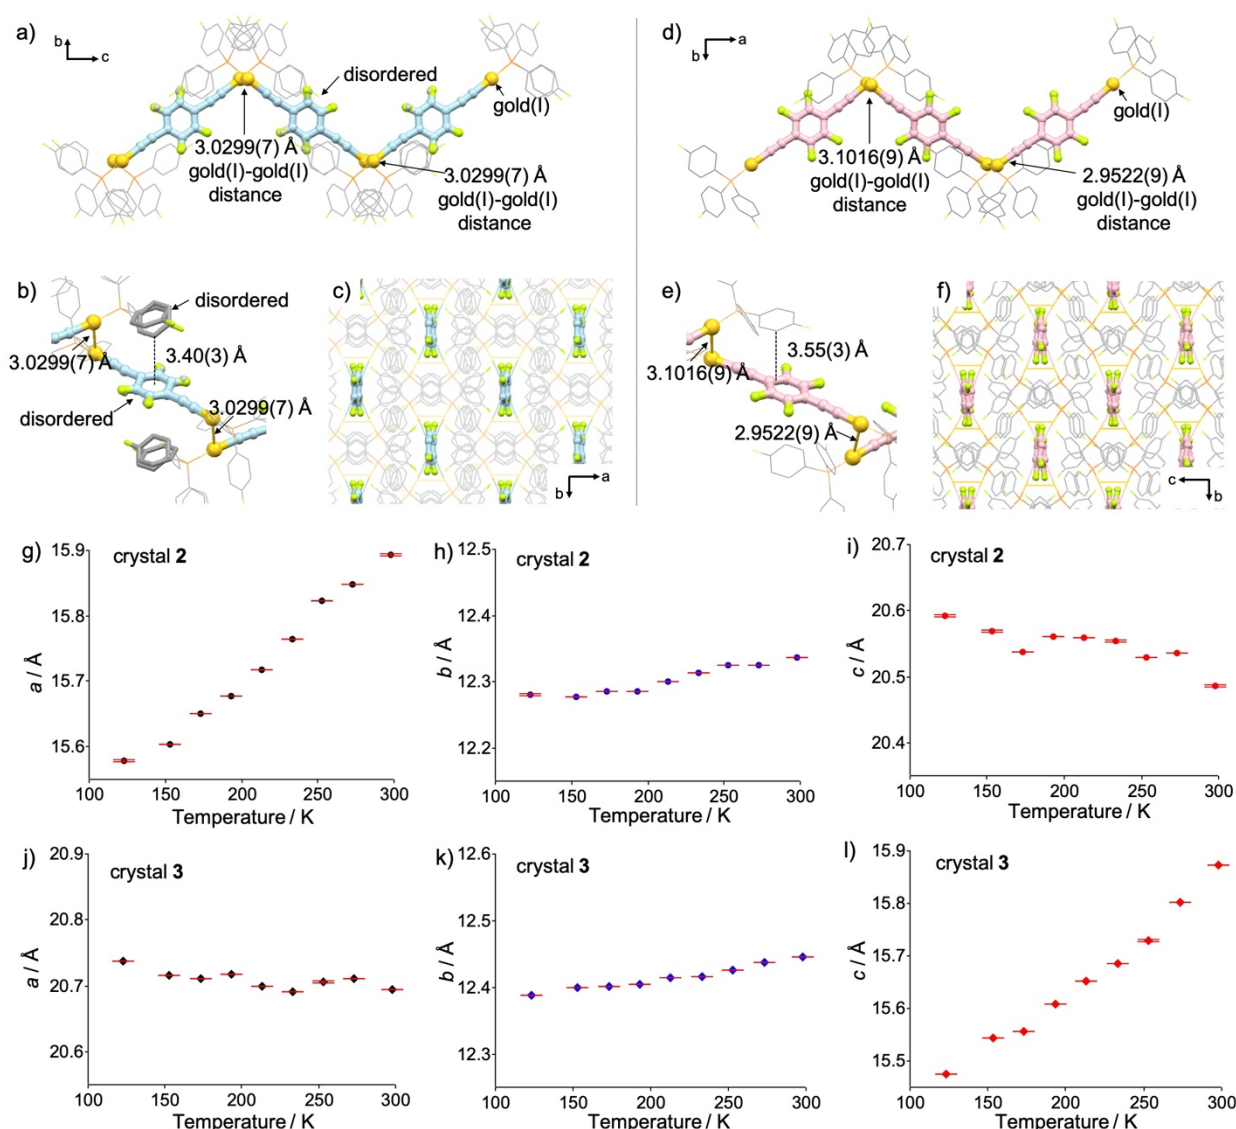 a)
b
c
disordered
gold(I)
3.0299(7) Å
gold(I)-gold(I)
distance
3.0299(7) Å
gold(I)-gold(I)
distance
d)
a
b
gold(I)
3.1016(9) Å
gold(I)-gold(I)
distance
2.9522(9) Å
gold(I)-gold(I)
distance
b)
disordered
3.0299(7) Å
3.40(3) Å
disordered
3.0299(7) Å
c)
a
b
e)
3.55(3) Å
3.1016(9) Å
2.9522(9) Å
f)
c
b
g)
crystal 2
15.9
15.8
15.7
15.6
a / Å
100 150 200 250 300
Temperature / K
h)
crystal 2
12.5
12.4
12.3
12.2
b / Å
100 150 200 250 300
Temperature / K
i)
crystal 2
20.7
20.6
20.5
20.4
c / Å
100 150 200 250 300
Temperature / K
j)
crystal 3
20.9
20.8
20.7
20.6
a / Å
100 150 200 250 300
Temperature / K
k)
crystal 3
12.6
12.5
12.4
12.3
b / Å
100 150 200 250 300
Temperature / K
l)
crystal 3
15.9
15.8
15.7
15.6
15.5
c / Å
100 150 200 250 300
Temperature / K